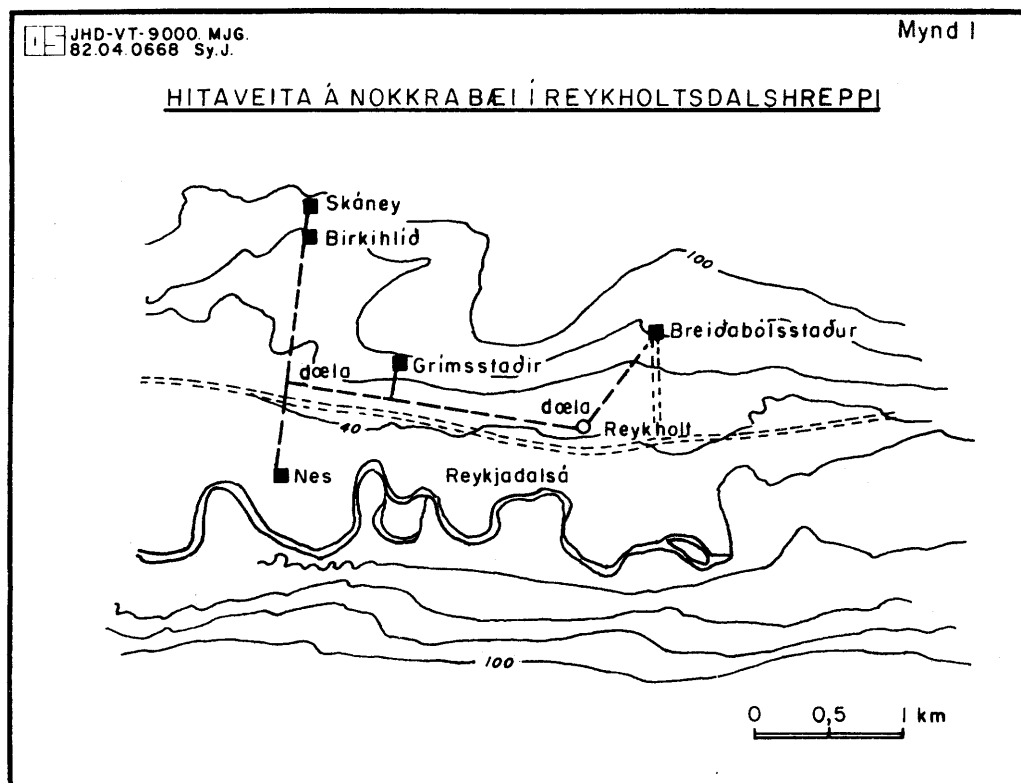 OS JHD-VT-9000. MJG.
82.04.0668 Sy.J.
Mynd 1
HITAVEITA Á NOKKRA BÆI Í REYKHOLTSDALSHREPPI
Skáney
Birkihlíð
100
Breiðabólsstaður
Grímsstaðir
dæla
dæla
40
Reykholt
Nes
Reykjadalsá
100
0 0,5 1 km